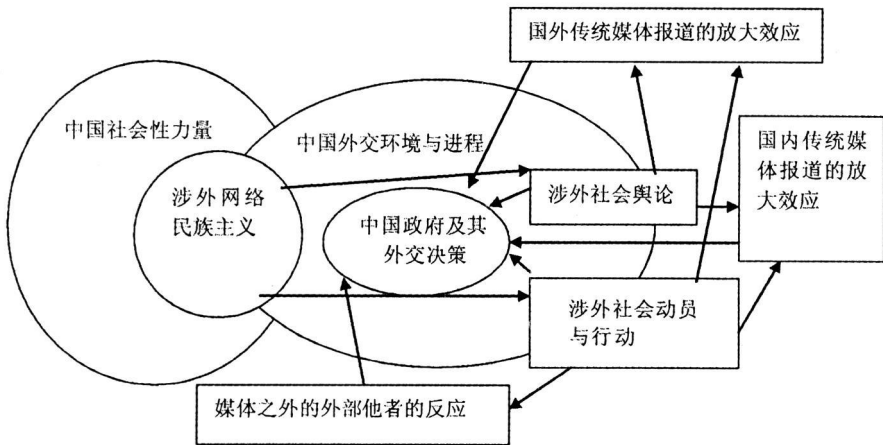 国外传统媒体报道的放大效应
中国社会性力量
中国外交环境与进程
国内传统媒
体报道的放
大效应
涉外网络
民族主义
涉外社会舆论
中国政府及其
外交决策
涉外社会动员
与行动
媒体之外的外部他者的反应